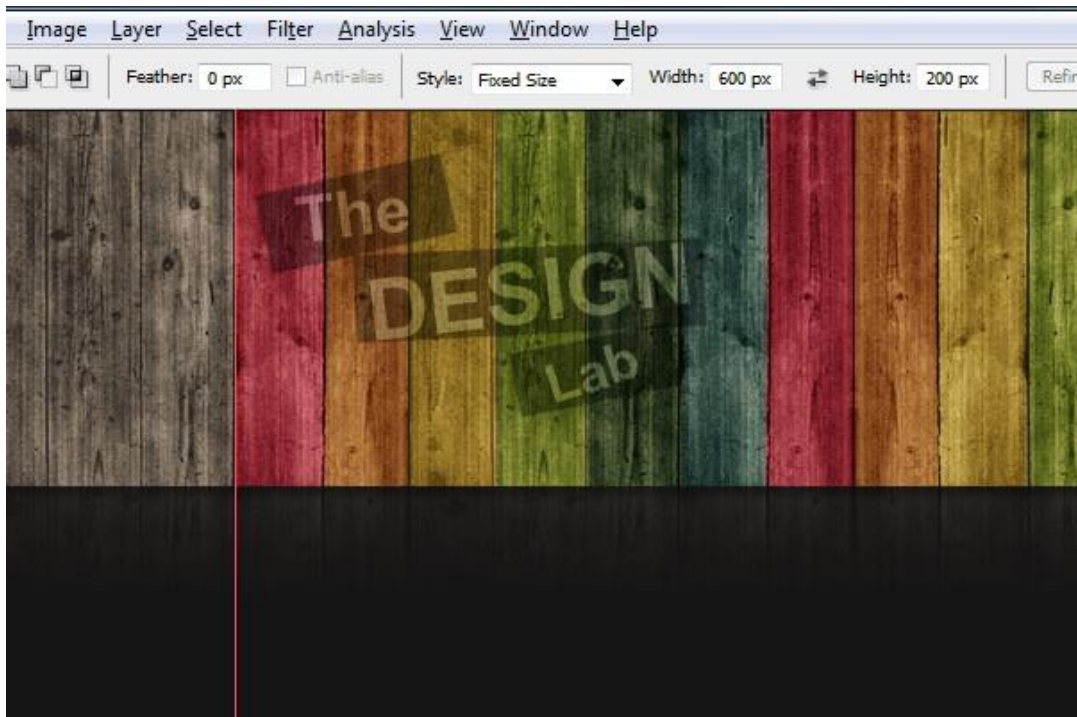 Image Layer Select Filter Analysis View Window Help
Feather: 0 px Anti-alias Style: Fixed Size Width: 600 px Height: 200 px
The
DESIGN
Lab